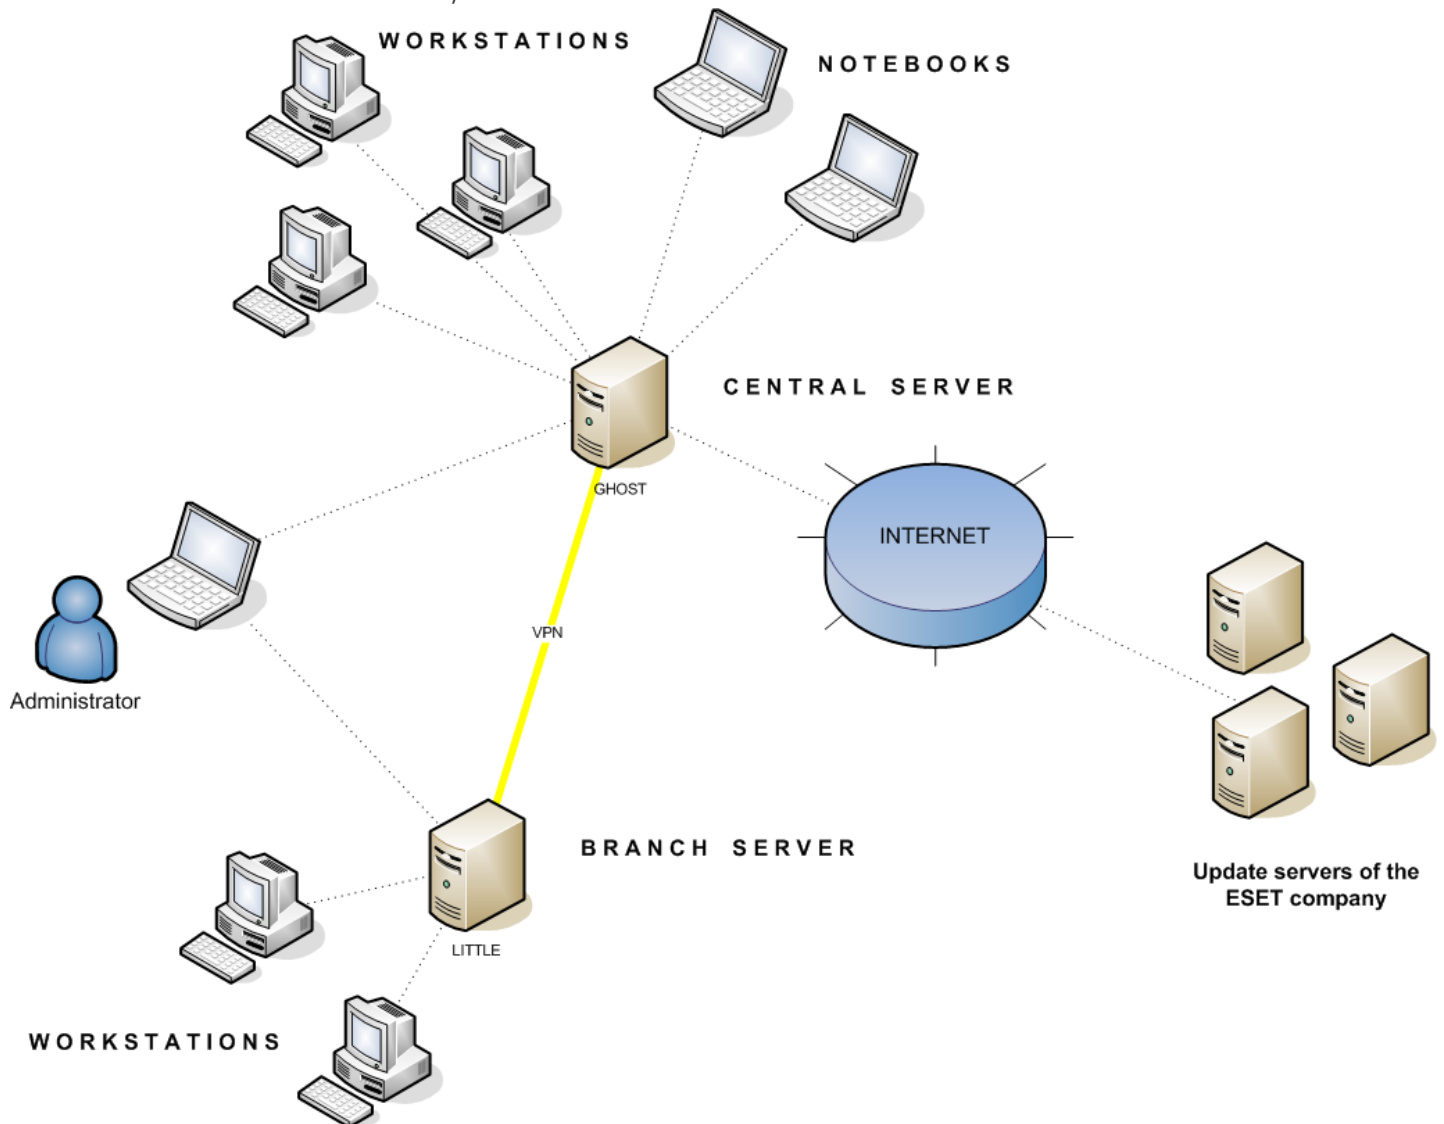 WORKSTATIONS
NOTEBOOKS
CENTRAL SERVER
GHOST
INTERNET
VPN
Administrator
BRANCH SERVER
Update servers of the
ESET company
LITTLE
WORKSTATIONS